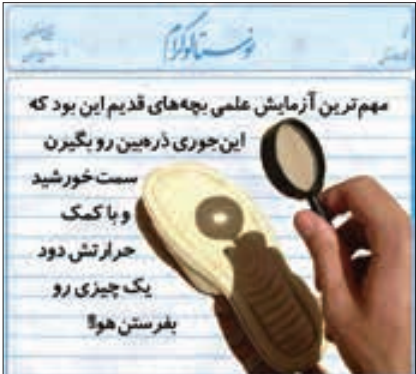 نوستالوگرام
مهم‌ترین آزمایش علمی بچه‌های قدیم این بود که
این‌جوری ذره‌بین رو بگیرن
سمت خورشید
و با کمک
حرارتش دود
یک چیزی رو
بفرستن هوا!